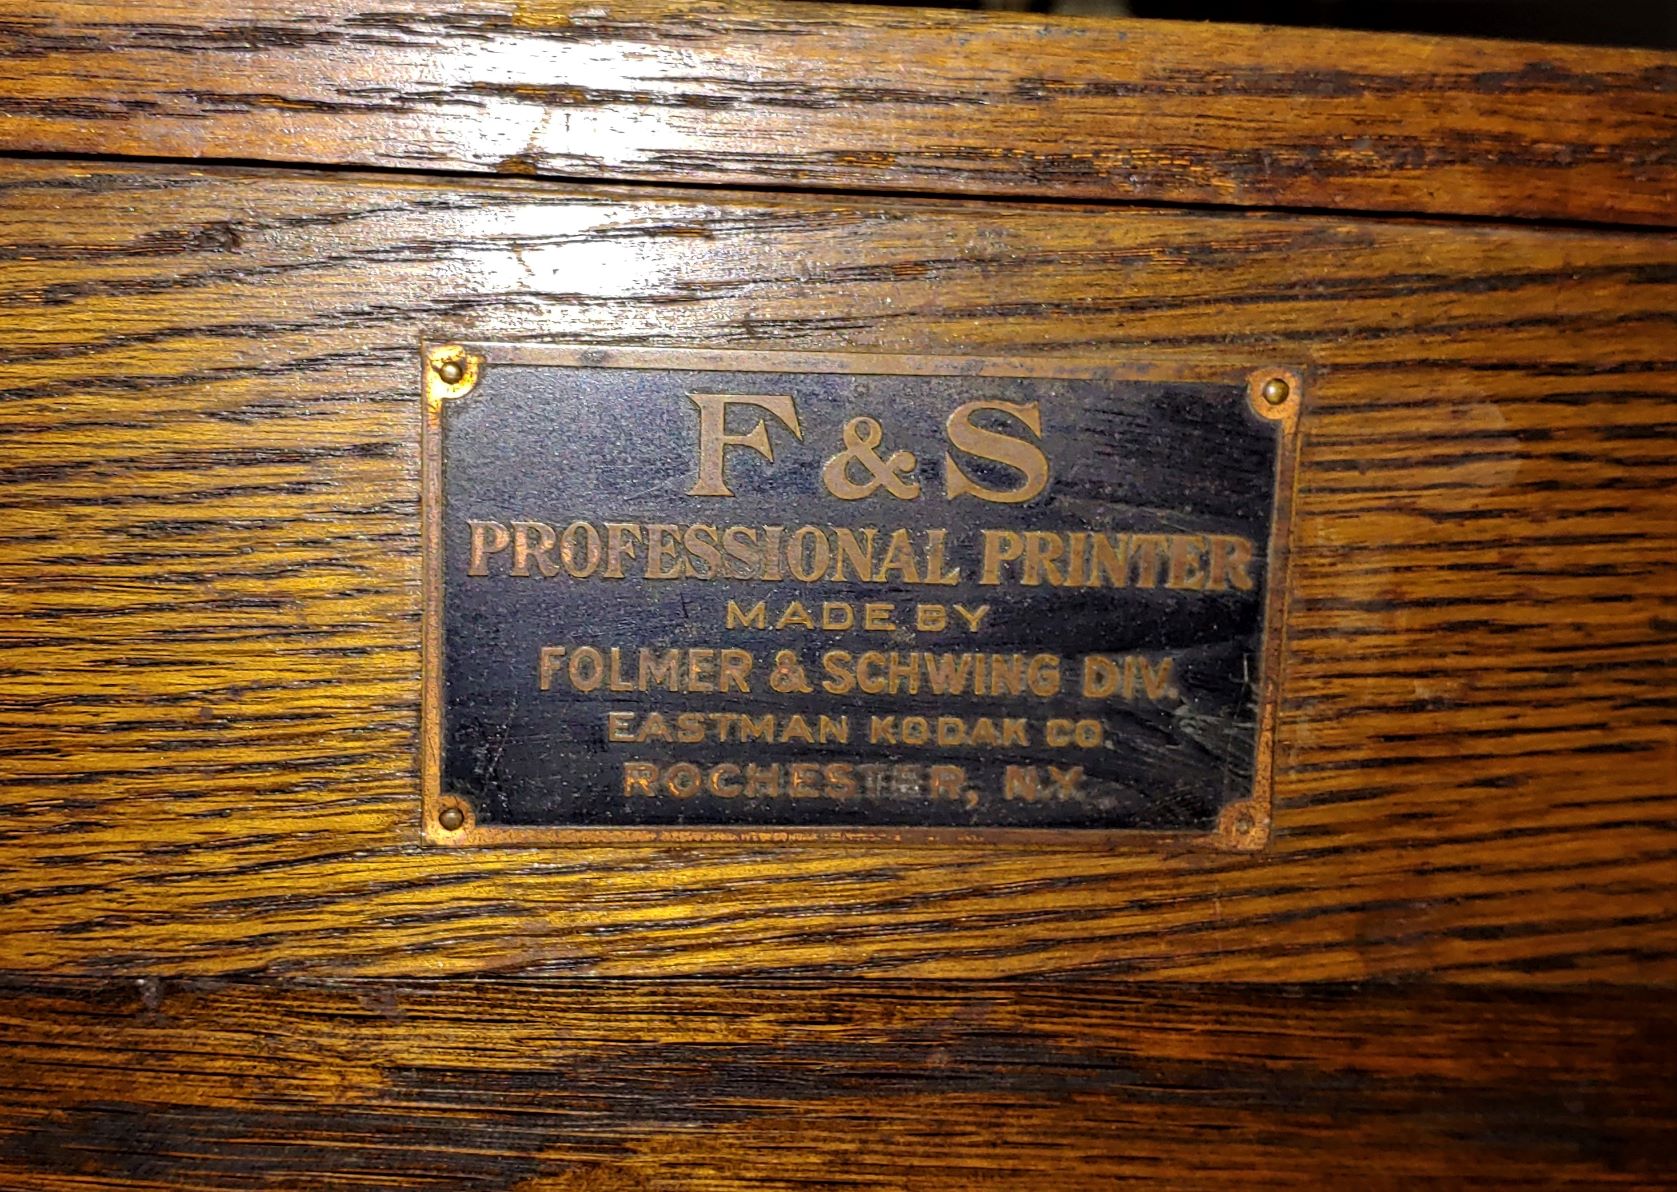 F & S
PROFESSIONAL PRINTER
MADE BY
FOLMER & SCHWING DIV.
EASTMAN KODAK CO.
ROCHESTER, N.Y.